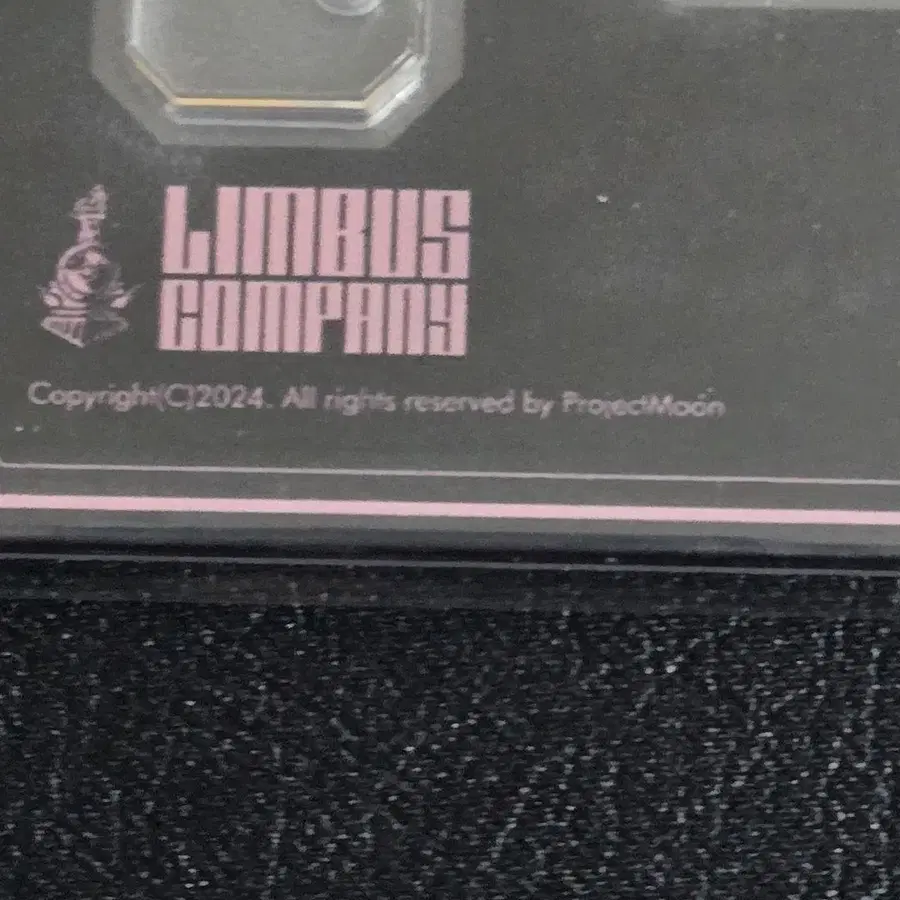 LIMBUS
COMPANY
Copyright(C)2024. All rights reserved by ProjectMoon